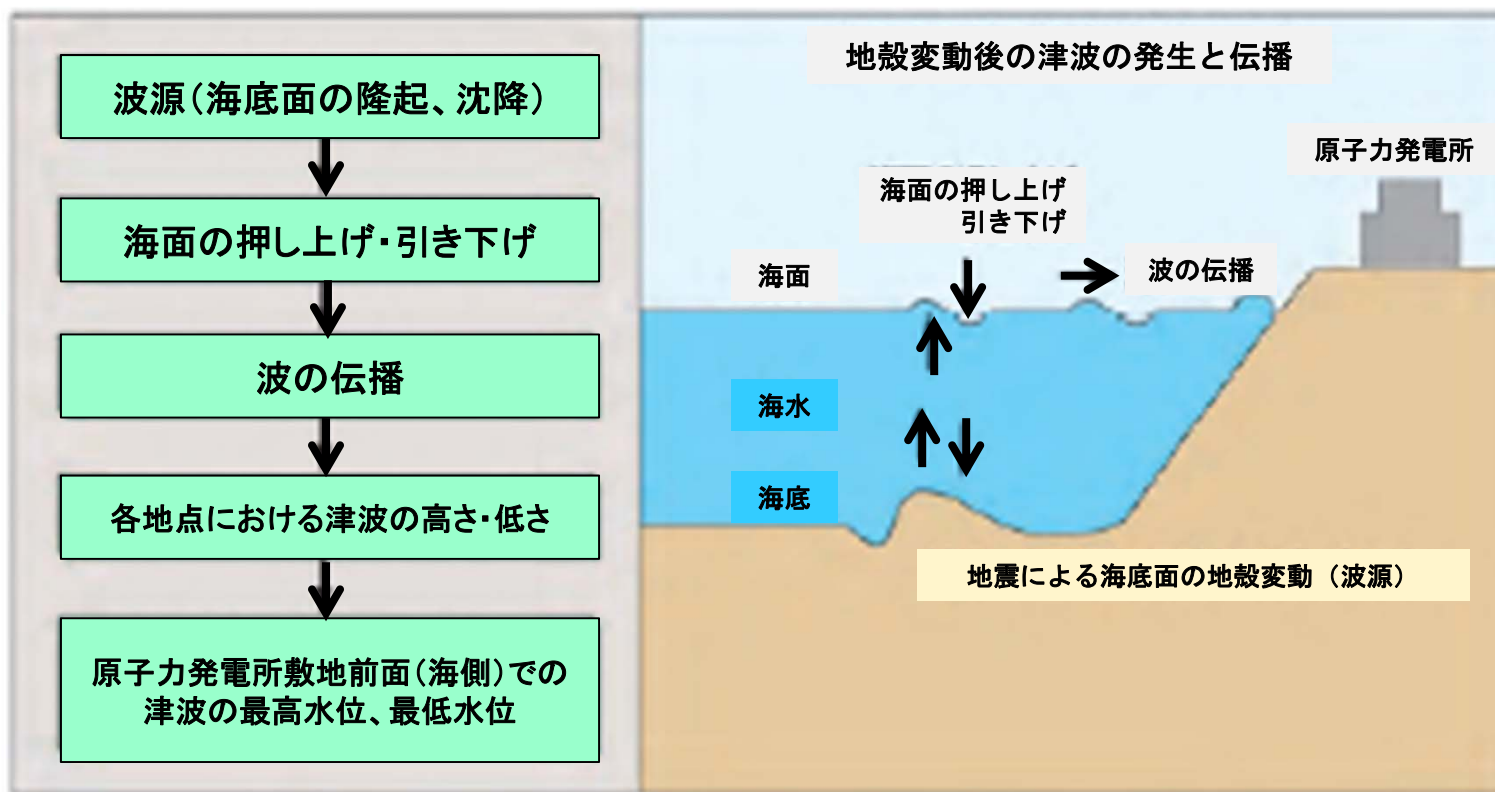 波源(海底面の隆起、沈降)
海面の押し上げ・引き下げ
波の伝播
各地点における津波の高さ・低さ
原子力発電所敷地前面(海側)での
津波の最高水位、最低水位
地殻変動後の津波の発生と伝播
原子力発電所
海面の押し上げ
引き下げ
海面
波の伝播
海水
海底
地震による海底面の地殻変動(波源)